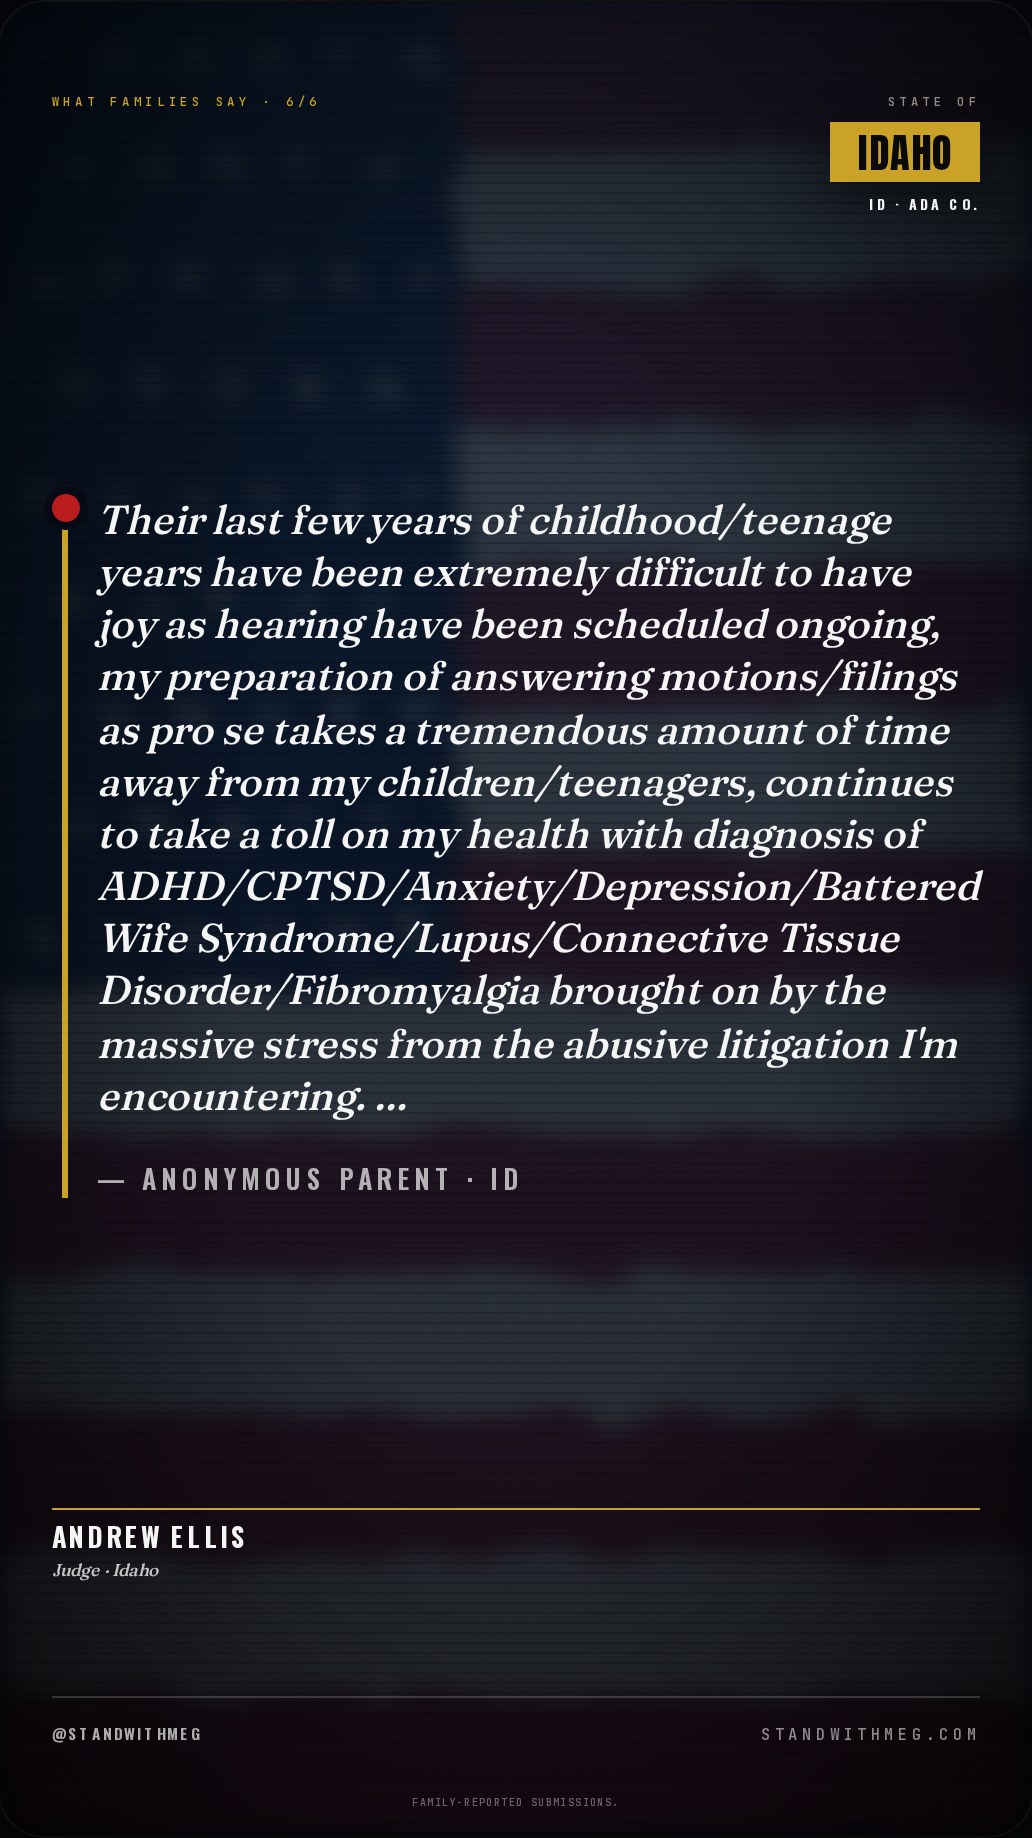 WHAT FAMILIES SAY · 6/6
STATE OF
IDAHO
ID · ADA CO.
Their last few years of childhood/teenage
years have been extremely difficult to have
joy as hearing have been scheduled ongoing,
my preparation of answering motions/filings
as pro se takes a tremendous amount of time
away from my children/teenagers, continues
to take a toll on my health with diagnosis of
ADHD/CPTSD/Anxiety/Depression/Battered
Wife Syndrome/Lupus/Connective Tissue
Disorder/Fibromyalgia brought on by the
massive stress from the abusive litigation I'm
encountering. ...
— ANONYMOUS PARENT · ID
ANDREW ELLIS
Judge · Idaho
@STANDWITHMEG
STANDWITHMEG.COM
FAMILY-REPORTED SUBMISSIONS.